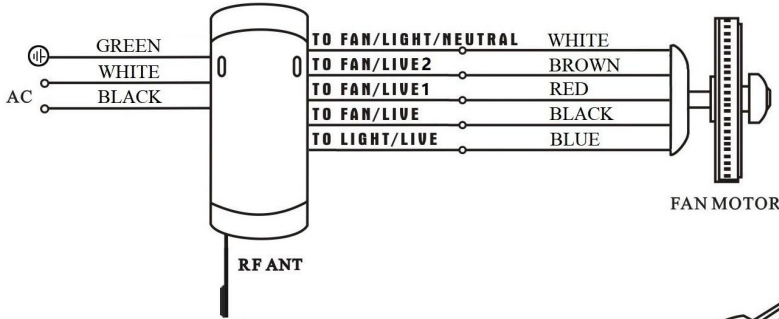 GREEN
WHITE
AC
BLACK
TO FAN/LIGHT/NEUTRAL WHITE
TO FAN/LIVE2 BROWN
TO FAN/LIVE1 RED
TO FAN/LIVE BLACK
TO LIGHT/LIVE BLUE
FAN MOTOR
RF ANT